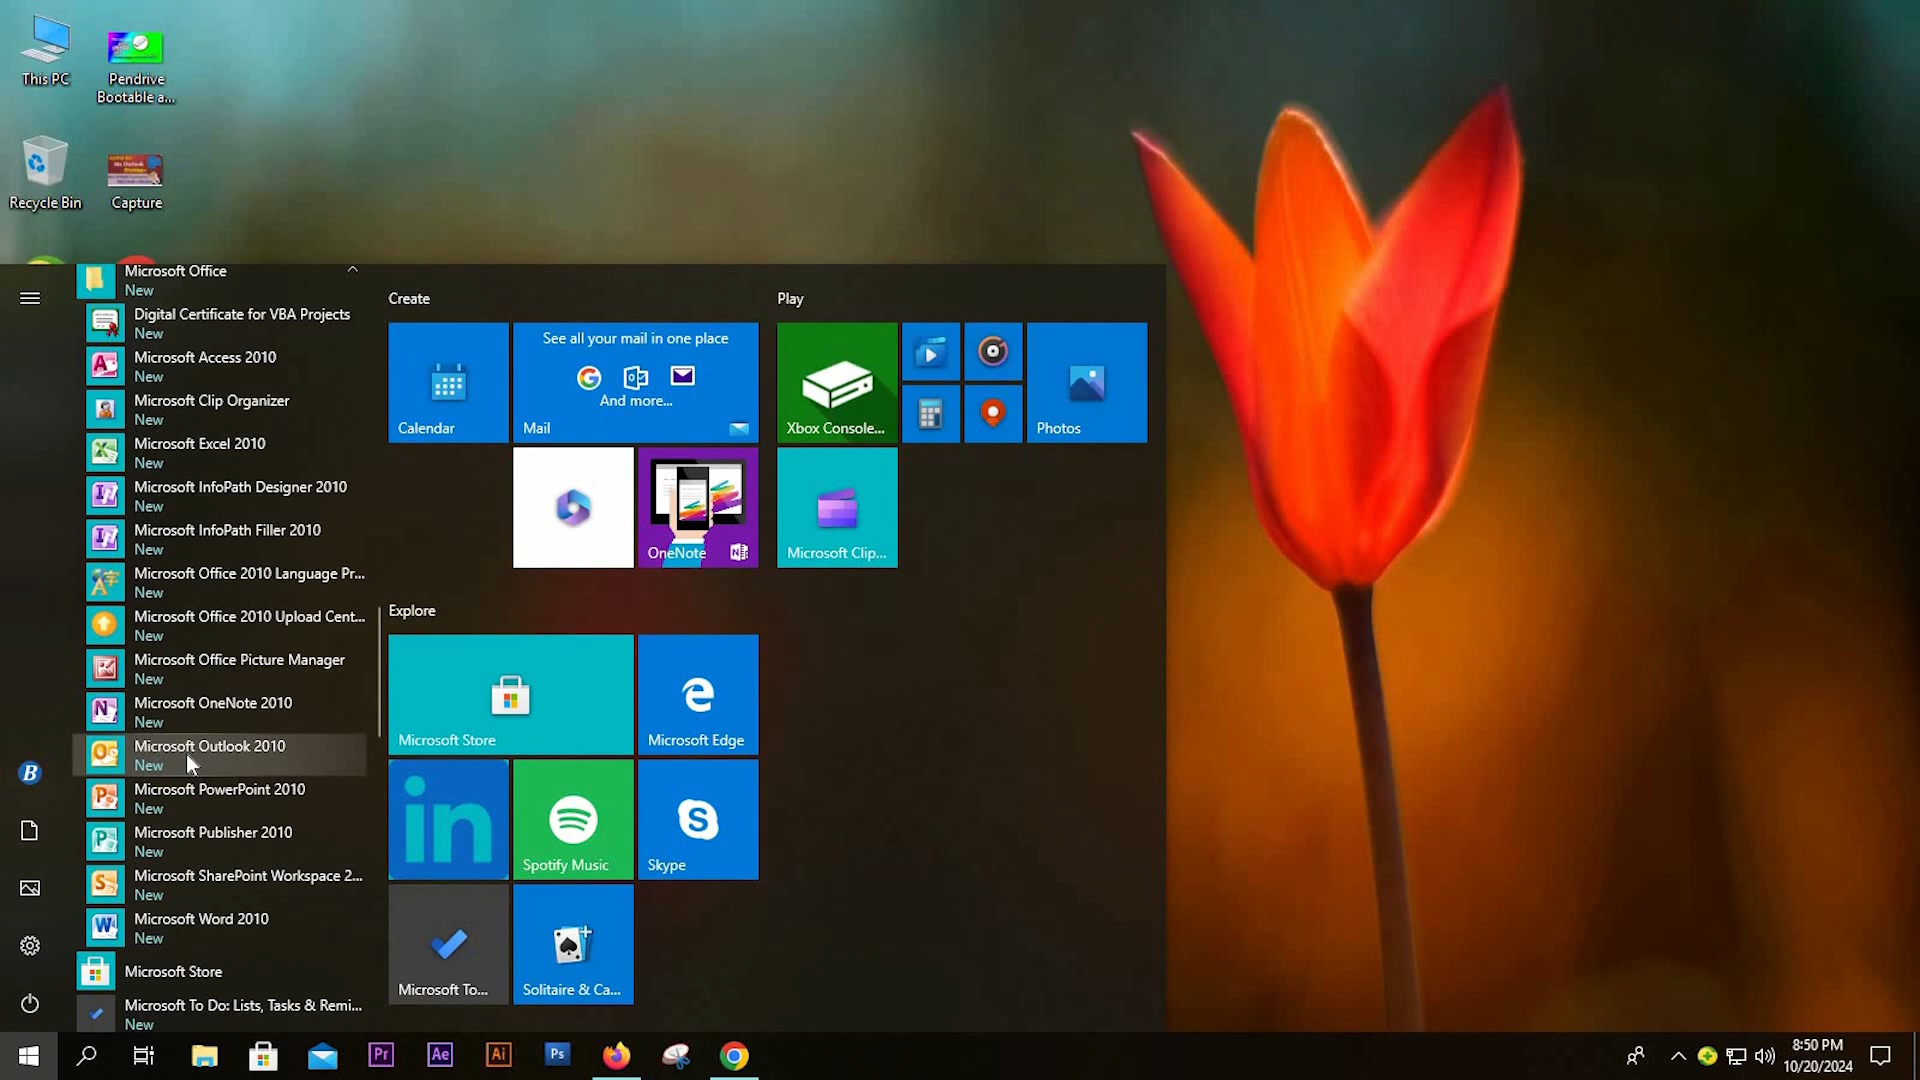 This PC
Pendrive
Bootable a...
Recycle Bin
Capture
Microsoft Office
New
Digital Certificate for VBA Projects
New
Microsoft Access 2010
New
Microsoft Clip Organizer
New
Microsoft Excel 2010
New
Microsoft InfoPath Designer 2010
New
Microsoft InfoPath Filler 2010
New
Microsoft Office 2010 Language Pr...
New
Microsoft Office 2010 Upload Cent...
New
Microsoft Office Picture Manager
New
Microsoft OneNote 2010
New
Microsoft Outlook 2010
New
Microsoft PowerPoint 2010
New
Microsoft Publisher 2010
New
Microsoft SharePoint Workspace 2...
New
Microsoft Word 2010
New
Microsoft Store
Microsoft To Do: Lists, Tasks & Remi...
New
Create
Calendar
See all your mail in one place
And more...
Mail
OneNote
Play
Xbox Console...
Photos
Microsoft Clip...
Explore
Microsoft Store
Microsoft Edge
in
Spotify Music
Skype
Microsoft To...
Solitaire & Ca...
Pr
Ae
Ai
Ps
8:50 PM
10/20/2024